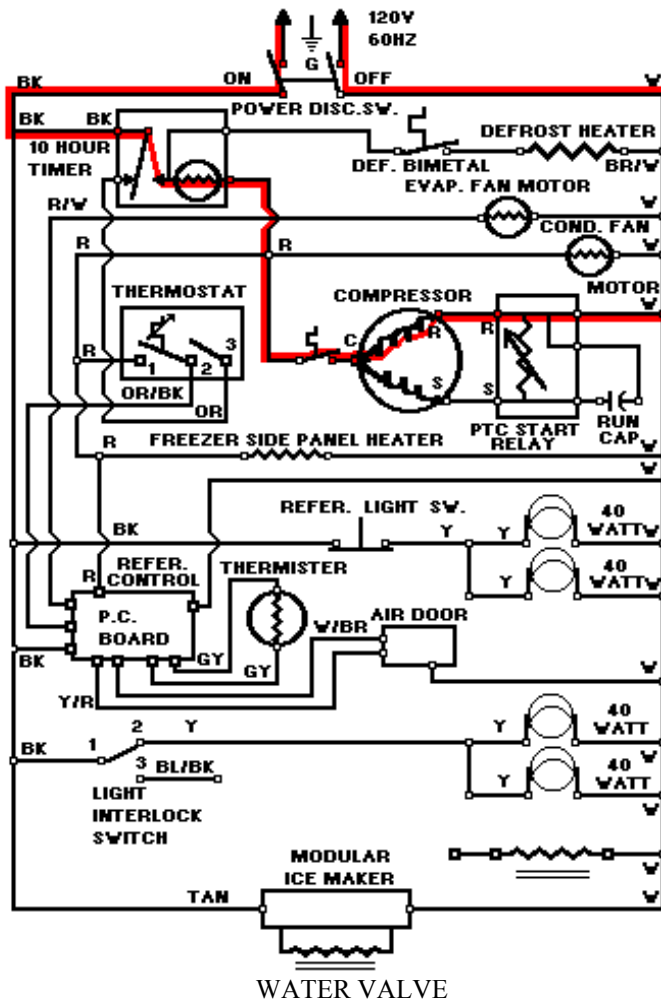 120V
60HZ
G
ON OFF
BK W
POWER DISC.SW.
BK BK
10 HOUR
TIMER
DEFROST HEATER
DEF. BIMETAL BR/W
EVAP. FAN MOTOR
R/W W
COND. FAN
R R W
MOTOR
THERMOSTAT
COMPRESSOR
W
3
C R R
R 1 2
OR/BK
OR
S S
PTC START
RELAY
RUN
CAP
W
R FREEZER SIDE PANEL HEATER
W
REFER. LIGHT SW.
BK Y Y 40
WATT W
REFER.
CONTROL
R
THERMISTER
Y 40
WATT W
P.C.
BOARD
W/BR AIR DOOR
BK GY
GY W
Y/R
2 Y Y 40
WATT W
BK 1
3 BL/BK
Y 40
WATT
W
LIGHT
INTERLOCK
SWITCH
MODULAR
ICE MAKER
W
TAN W
WATER VALVE